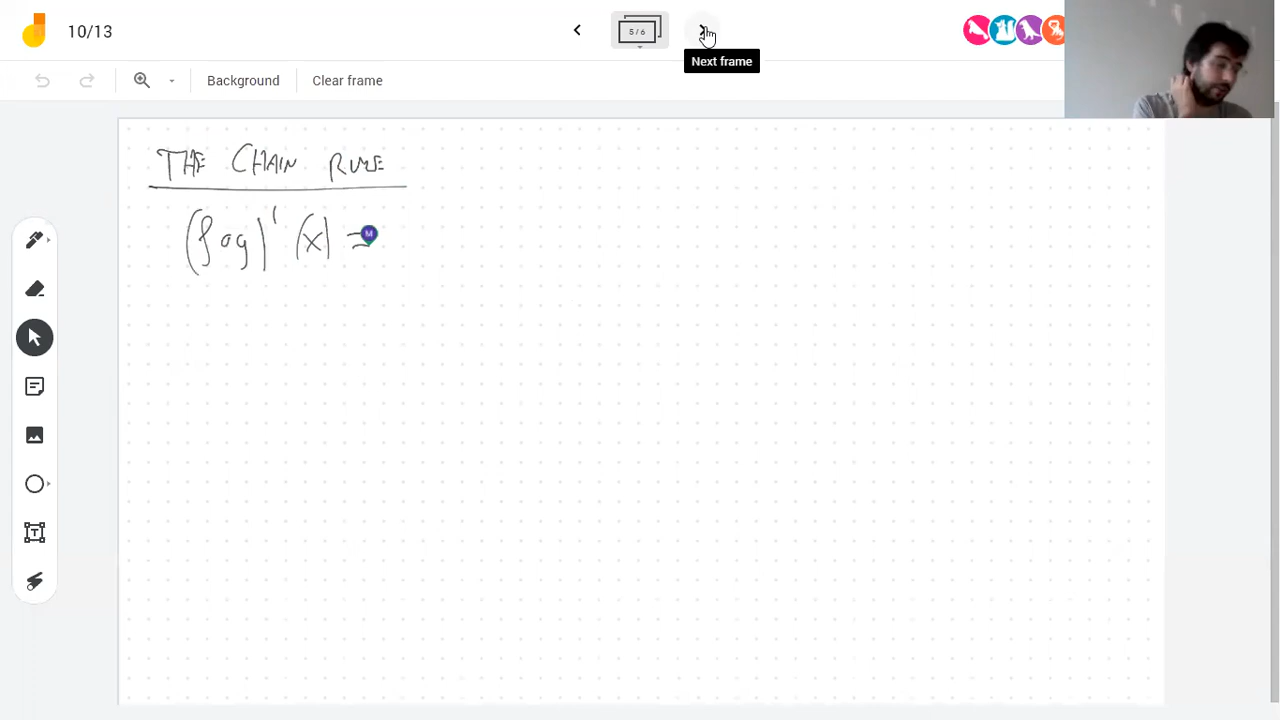 10/13
5 / 6
Next frame
Background
Clear frame
THE CHAIN RULE
(f∘g)' (x) =
M